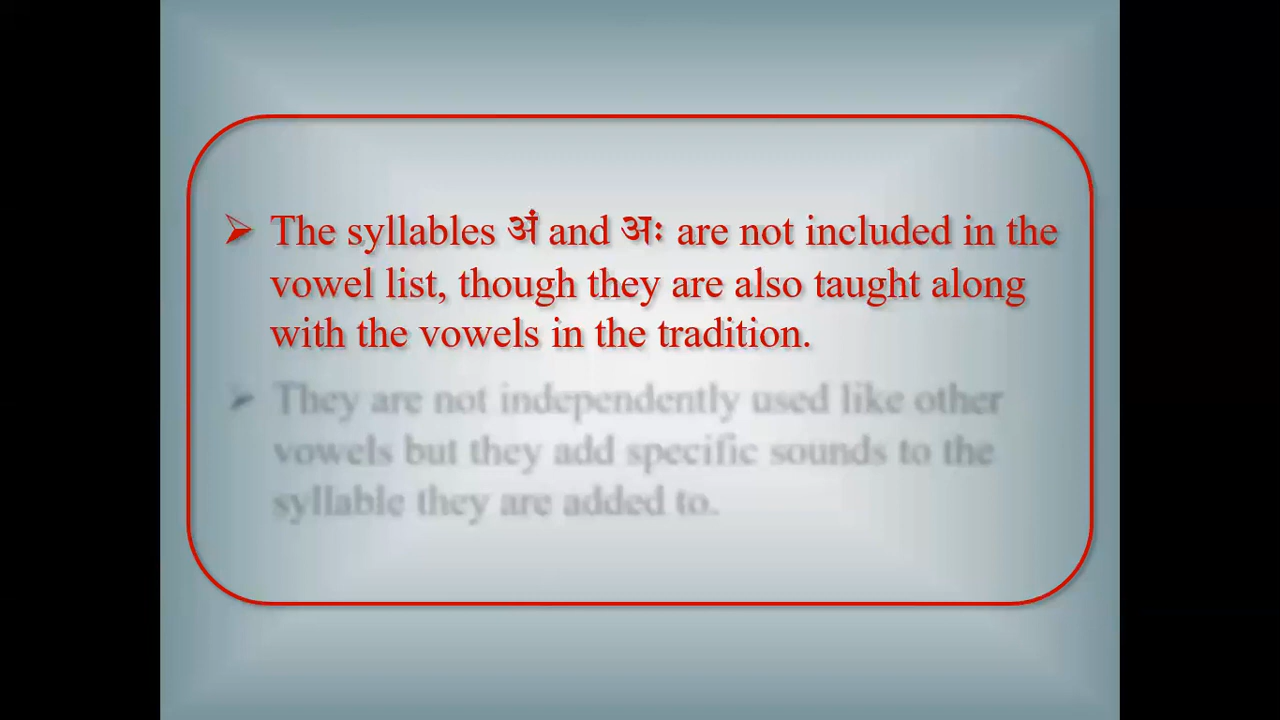 ➢ The syllables अं and अः are not included in the
vowel list, though they are also taught along
with the vowels in the tradition.
➢ They are not independently used like other
vowels but they add specific sounds to the
syllable they are added to.